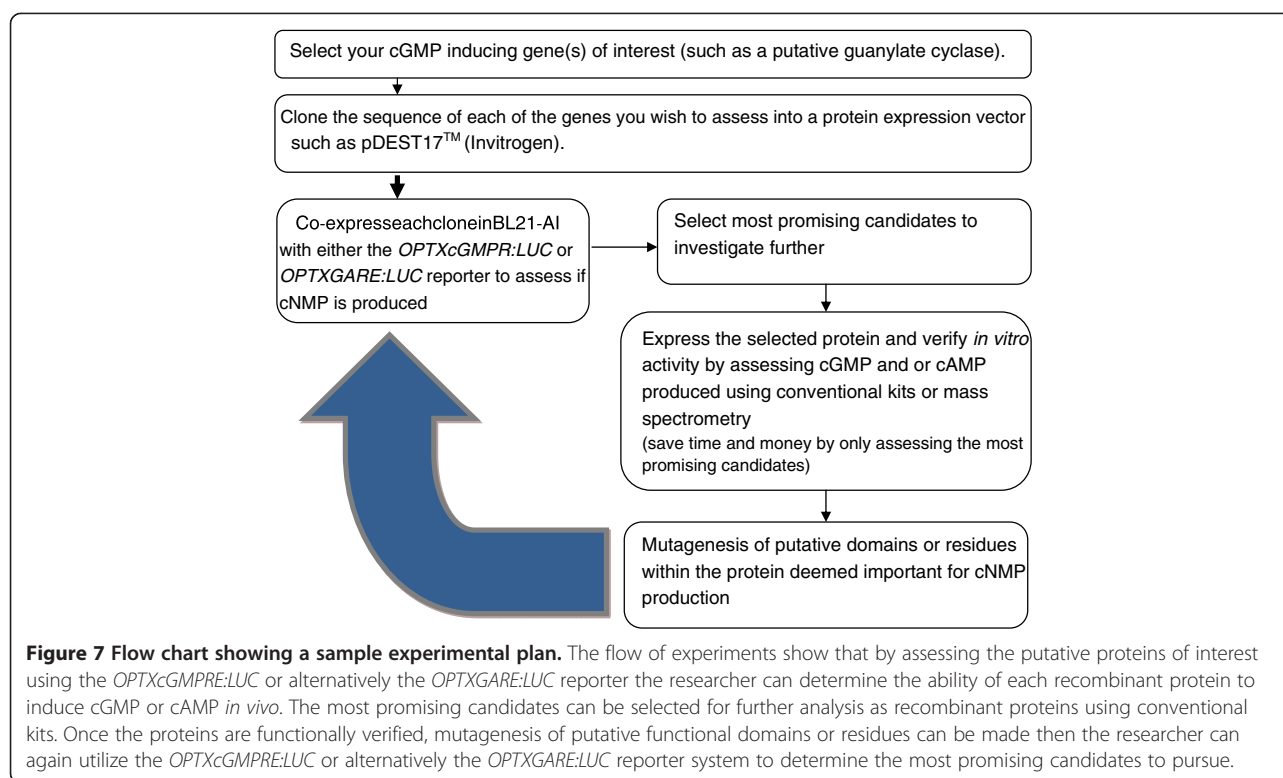 Select your cGMP inducing gene(s) of interest (such as a putative guanylate cyclase).
Clone the sequence of each of the genes you wish to assess into a protein expression vector
such as pDEST17TM (Invitrogen).
Co-expresseachcloneinBL21-AI
with either the OPTXcGMPR:LUC or
OPTXGARE:LUC reporter to assess if
cNMP is produced
Select most promising candidates to
investigate further
Express the selected protein and verify in vitro
activity by assessing cGMP and or cAMP
produced using conventional kits or mass
spectrometry
(save time and money by only assessing the most
promising candidates)
Mutagenesis of putative domains or residues
within the protein deemed important for cNMP
production
Figure 7 Flow chart showing a sample experimental plan. The flow of experiments show that by assessing the putative proteins of interest
using the OPTXcGMPRE:LUC or alternatively the OPTXGARE:LUC reporter the researcher can determine the ability of each recombinant protein to
induce cGMP or cAMP in vivo. The most promising candidates can be selected for further analysis as recombinant proteins using conventional
kits. Once the proteins are functionally verified, mutagenesis of putative functional domains or residues can be made then the researcher can
again utilize the OPTXcGMPRE:LUC or alternatively the OPTXGARE:LUC reporter system to determine the most promising candidates to pursue.